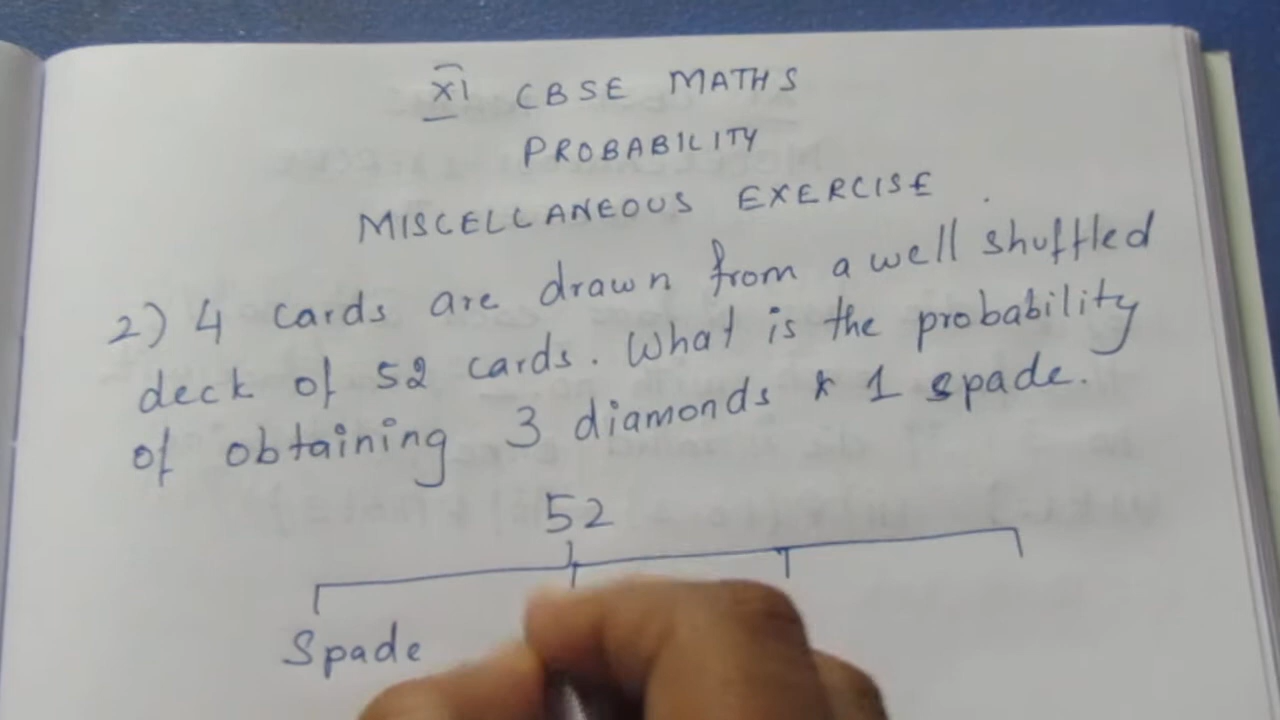 XI CBSE MATHS
PROBABILITY
MISCELLANEOUS EXERCISE.
2) 4 cards are drawn from a well shuffled
deck of 52 cards. What is the probability
of obtaining 3 diamonds & 1 spade.
52
Spade